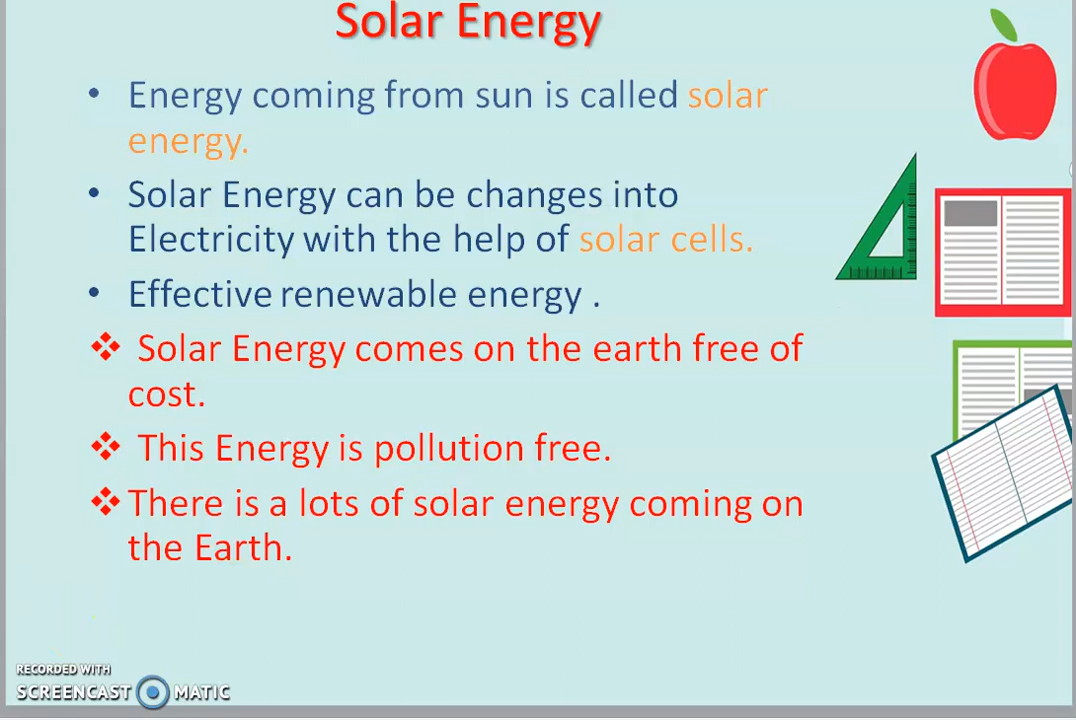 Solar Energy
• Energy coming from sun is called solar
energy.
• Solar Energy can be changes into
Electricity with the help of solar cells.
• Effective renewable energy .
❖ Solar Energy comes on the earth free of
cost.
❖ This Energy is pollution free.
❖ There is a lots of solar energy coming on
the Earth.
RECORDED WITH
SCREENCAST MATIC